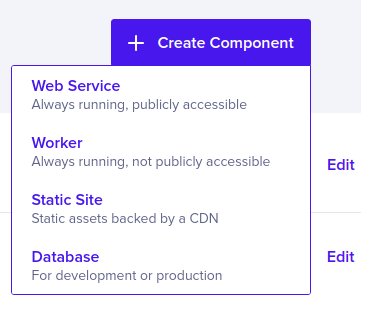 Create Component
Web Service
Always running, publicly accessible
Worker
Always running, not publicly accessible
Edit
Static Site
Static assets backed by a CDN
Database
For development or production
Edit